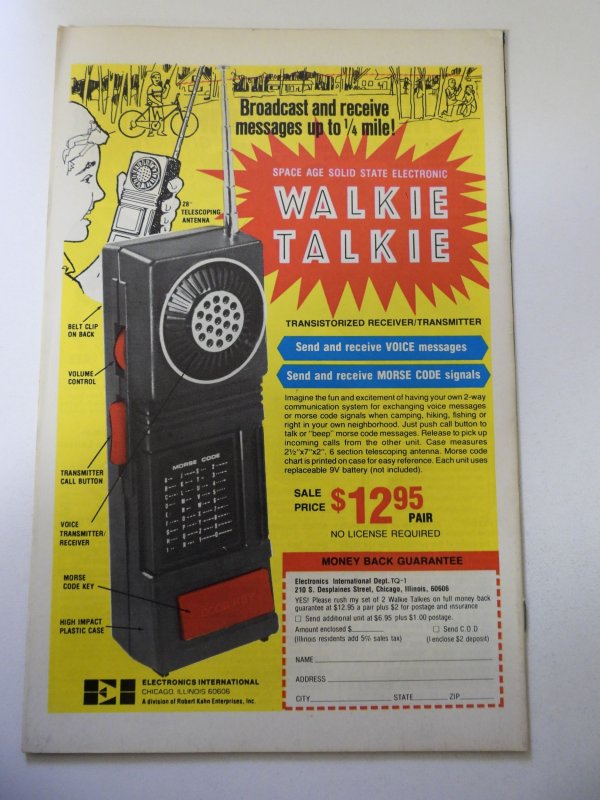 Broadcast and receive
messages up to 1/4 mile!
SPACE AGE SOLID STATE ELECTRONIC
WALKIE
TALKIE
28"
TELESCOPING
ANTENNA
BELT CLIP
ON BACK
VOLUME
CONTROL
TRANSMITTER
CALL BUTTON
VOICE
TRANSMITTER/
RECEIVER
MORSE
CODE KEY
HIGH IMPACT
PLASTIC CASE
MORSE CODE
CODE KEY
TRANSISTORIZED RECEIVER/TRANSMITTER
Send and receive VOICE messages
Send and receive MORSE CODE signals
Imagine the fun and excitement of having your own 2-way
communication system for exchanging voice messages
or morse code signals when camping, hiking, fishing or
right in your own neighborhood. Just push call button to
talk or "beep" morse code messages. Release to pick up
incoming calls from the other unit. Case measures
2½"x7"x2". 6 section telescoping antenna. Morse code
chart is printed on case for easy reference. Each unit uses
replaceable 9V battery (not included).
SALE
PRICE $12.95
PAIR
NO LICENSE REQUIRED
MONEY BACK GUARANTEE
Electronics International Dept. TQ-1
210 S. Desplaines Street, Chicago, Illinois, 60606
YES! Please rush my set of 2 Walkie Talkies on full money back
guarantee at $12.95 a pair plus $2 for postage and insurance
☐ Send additional unit at $6.95 plus $1.00 postage.
Amount enclosed $ ☐ Send C.O.D
(Illinois residents add 5% sales tax) (I enclose $2 deposit)
NAME
ADDRESS
CITY STATE ZIP
EI
ELECTRONICS INTERNATIONAL
CHICAGO, ILLINOIS 60606
A division of Robert Kahn Enterprises, Inc.